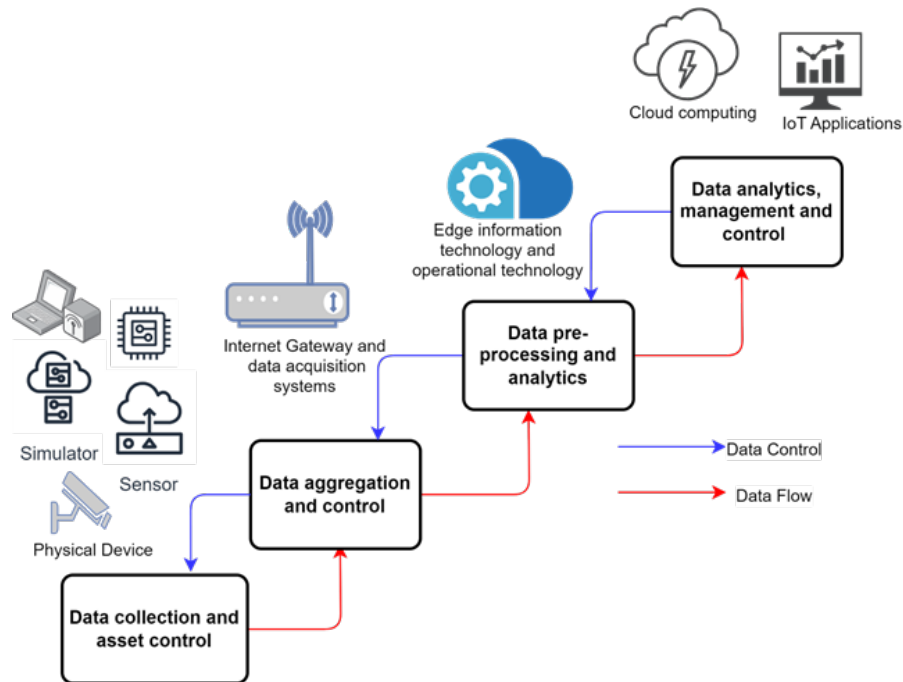 Cloud computing
IoT Applications
Data analytics,
management and
control
Edge information
technology and
operational technology
Data pre-
processing and
analytics
Internet Gateway and
data acquisition
systems
Simulator
Sensor
Data aggregation
and control
Data Control
Data Flow
Physical Device
Data collection and
asset control